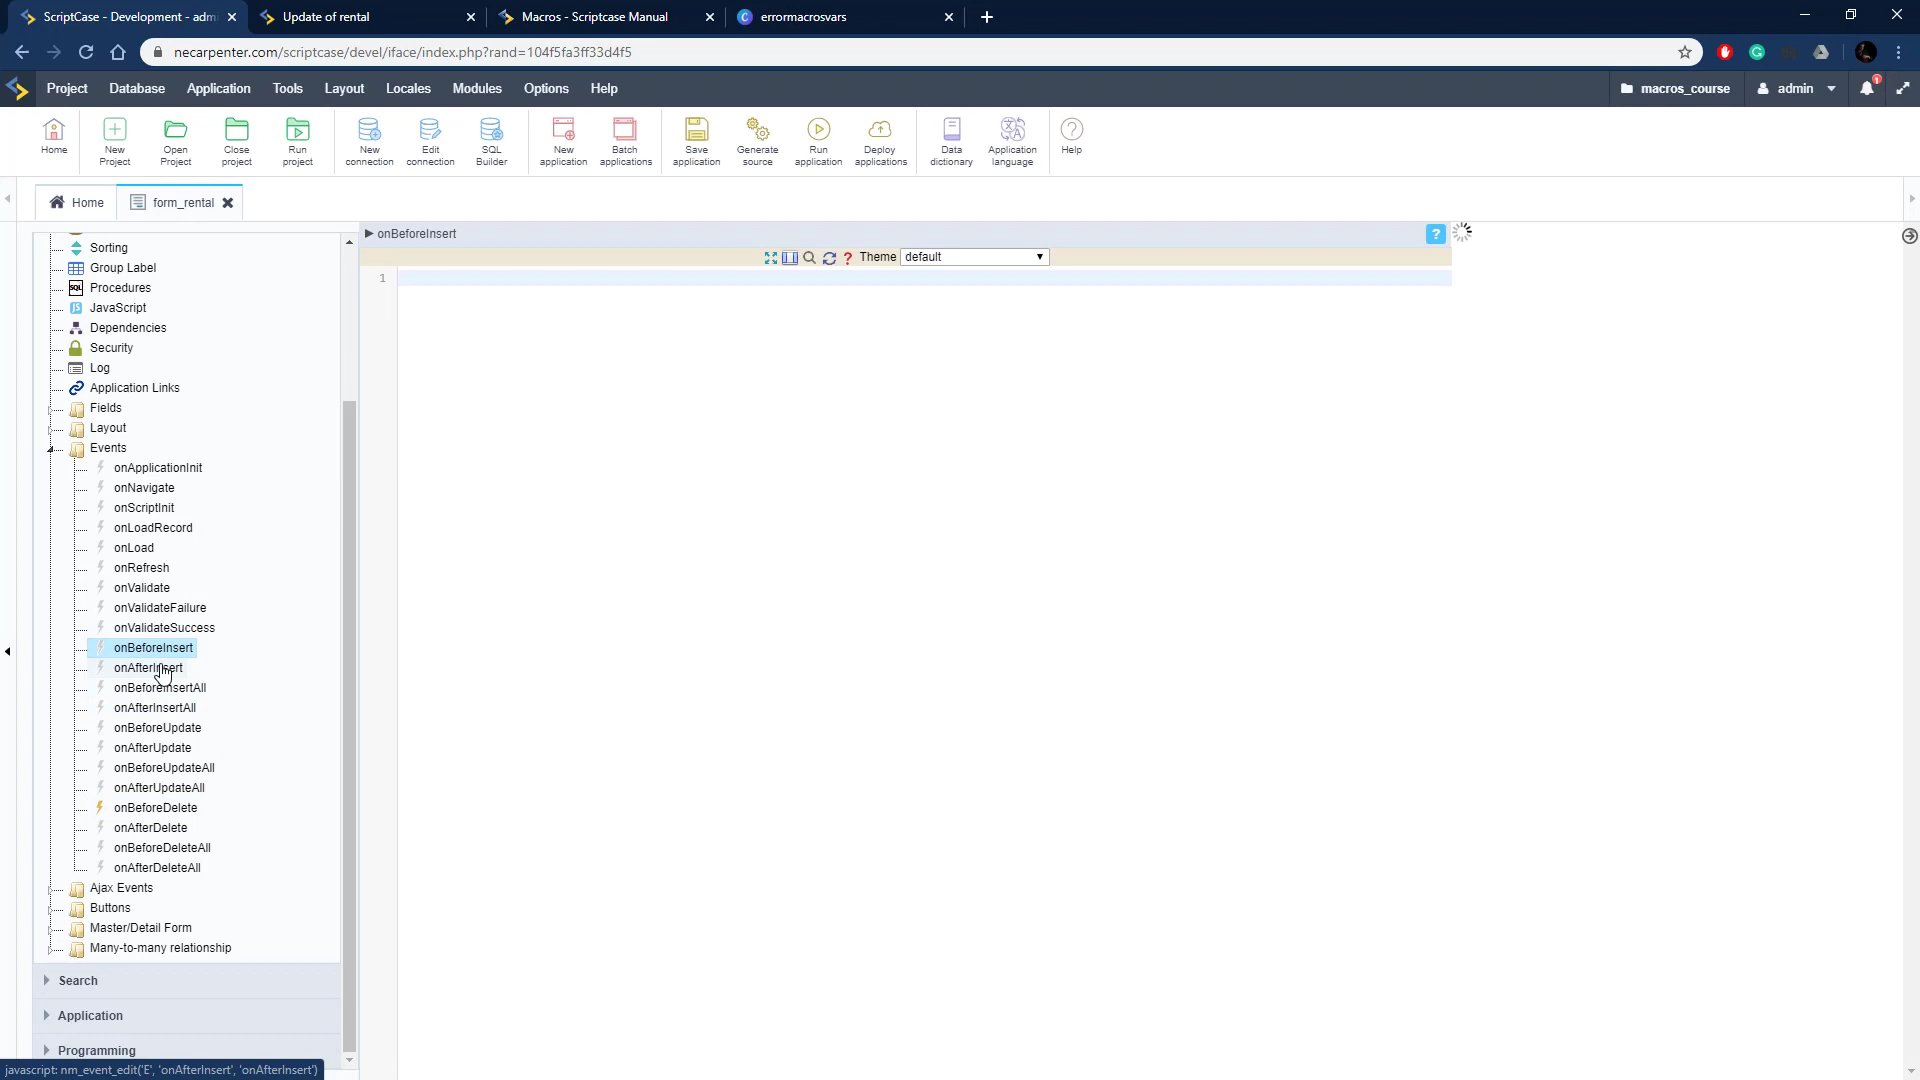 ScriptCase - Development - admi
Update of rental
Macros - Scriptcase Manual
errormacrosvars
necarpenter.com/scriptcase/devel/iface/index.php?rand=104f5fa3ff33d4f5
Project Database Application Tools Layout Locales Modules Options Help
macros_course admin 1
Home
New Project
Open Project
Close project
Run project
New connection
Edit connection
SQL Builder
New application
Batch applications
Save application
Generate source
Run application
Deploy applications
Data dictionary
Application language
Help
Home form_rental
onBeforeInsert
Theme default
1
Sorting
Group Label
Procedures
JavaScript
Dependencies
Security
Log
Application Links
Fields
Layout
Events
onApplicationInit
onNavigate
onScriptInit
onLoadRecord
onLoad
onRefresh
onValidate
onValidateFailure
onValidateSuccess
onBeforeInsert
onAfterInsert
onBeforeInsertAll
onAfterInsertAll
onBeforeUpdate
onAfterUpdate
onBeforeUpdateAll
onAfterUpdateAll
onBeforeDelete
onAfterDelete
onBeforeDeleteAll
onAfterDeleteAll
Ajax Events
Buttons
Master/Detail Form
Many-to-many relationship
Search
Application
Programming
javascript: nm_event_edit('E', 'onAfterInsert', 'onAfterInsert')